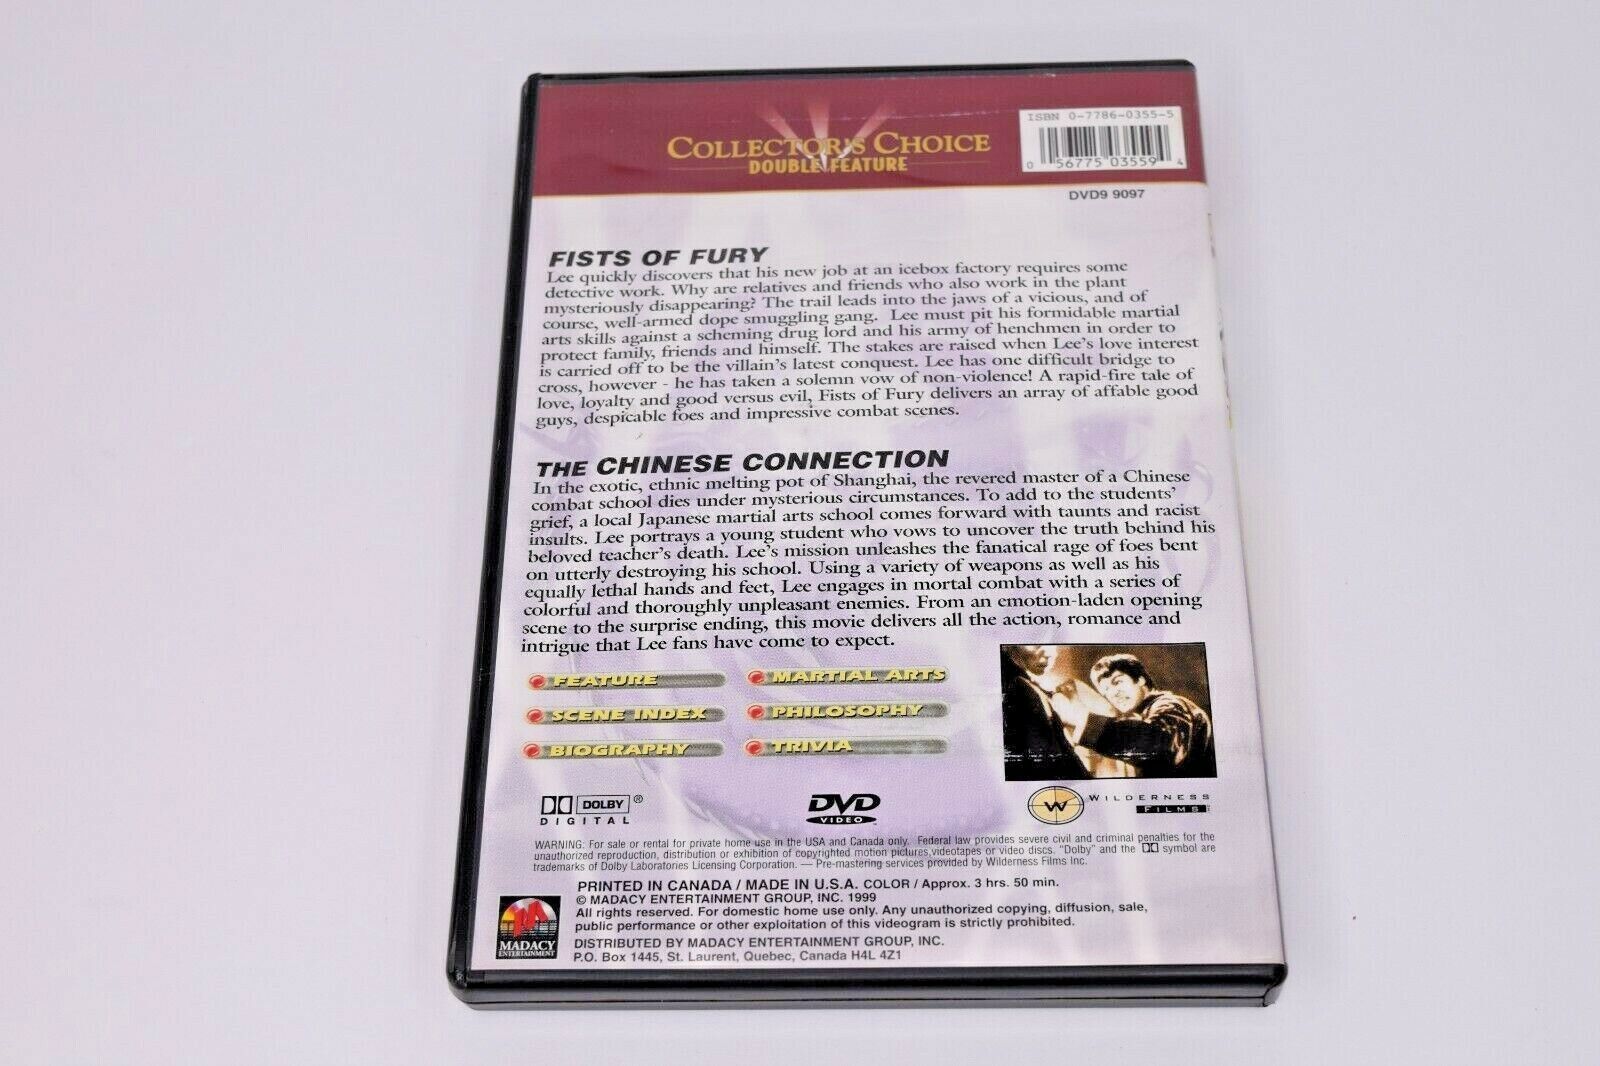 COLLECTOR'S CHOICE
DOUBLE FEATURE
ISBN 0-7786-0355-5
0 56775 03559 4
DVD9 9097
FISTS OF FURY
Lee quickly discovers that his new job at an icebox factory requires some
detective work. Why are relatives and friends who also work in the plant
mysteriously disappearing? The trail leads into the jaws of a vicious, and of
course, well-armed dope smuggling gang. Lee must pit his formidable martial
arts skills against a scheming drug lord and his army of henchmen in order to
protect family, friends and himself. The stakes are raised when Lee's love interest
is carried off to be the villain's latest conquest. Lee has one difficult bridge to
cross, however - he has taken a solemn vow of non-violence! A rapid-fire tale of
love, loyalty and good versus evil, Fists of Fury delivers an array of affable good
guys, despicable foes and impressive combat scenes.
THE CHINESE CONNECTION
In the exotic, ethnic melting pot of Shanghai, the revered master of a Chinese
combat school dies under mysterious circumstances. To add to the students'
grief, a local Japanese martial arts school comes forward with taunts and racist
insults. Lee portrays a young student who vows to uncover the truth behind his
beloved teacher's death. Lee's mission unleashes the fanatical rage of foes bent
on utterly destroying his school. Using a variety of weapons as well as his
equally lethal hands and feet, Lee engages in mortal combat with a series of
colorful and thoroughly unpleasant enemies. From an emotion-laden opening
scene to the surprise ending, this movie delivers all the action, romance and
intrigue that Lee fans have come to expect.
FEATURE
SCENE INDEX
BIOGRAPHY
MARTIAL ARTS
PHILOSOPHY
TRIVIA
DOLBY ®
DIGITAL
DVD
VIDEO
W
WILDERNESS
FILMS
WARNING: For sale or rental for private home use in the USA and Canada only. Federal law provides severe civil and criminal penalties for the
unauthorized reproduction, distribution or exhibition of copyrighted motion pictures,videotapes or video discs. "Dolby" and the symbol are
trademarks of Dolby Laboratories Licensing Corporation. — Pre-mastering services provided by Wilderness Films Inc.
PRINTED IN CANADA / MADE IN U.S.A. COLOR / Approx. 3 hrs. 50 min.
© MADACY ENTERTAINMENT GROUP, INC. 1999
All rights reserved. For domestic home use only. Any unauthorized copying, diffusion, sale,
public performance or other exploitation of this videogram is strictly prohibited.
DISTRIBUTED BY MADACY ENTERTAINMENT GROUP, INC.
P.O. Box 1445, St. Laurent, Quebec, Canada H4L 4Z1
MADACY
ENTERTAINMENT